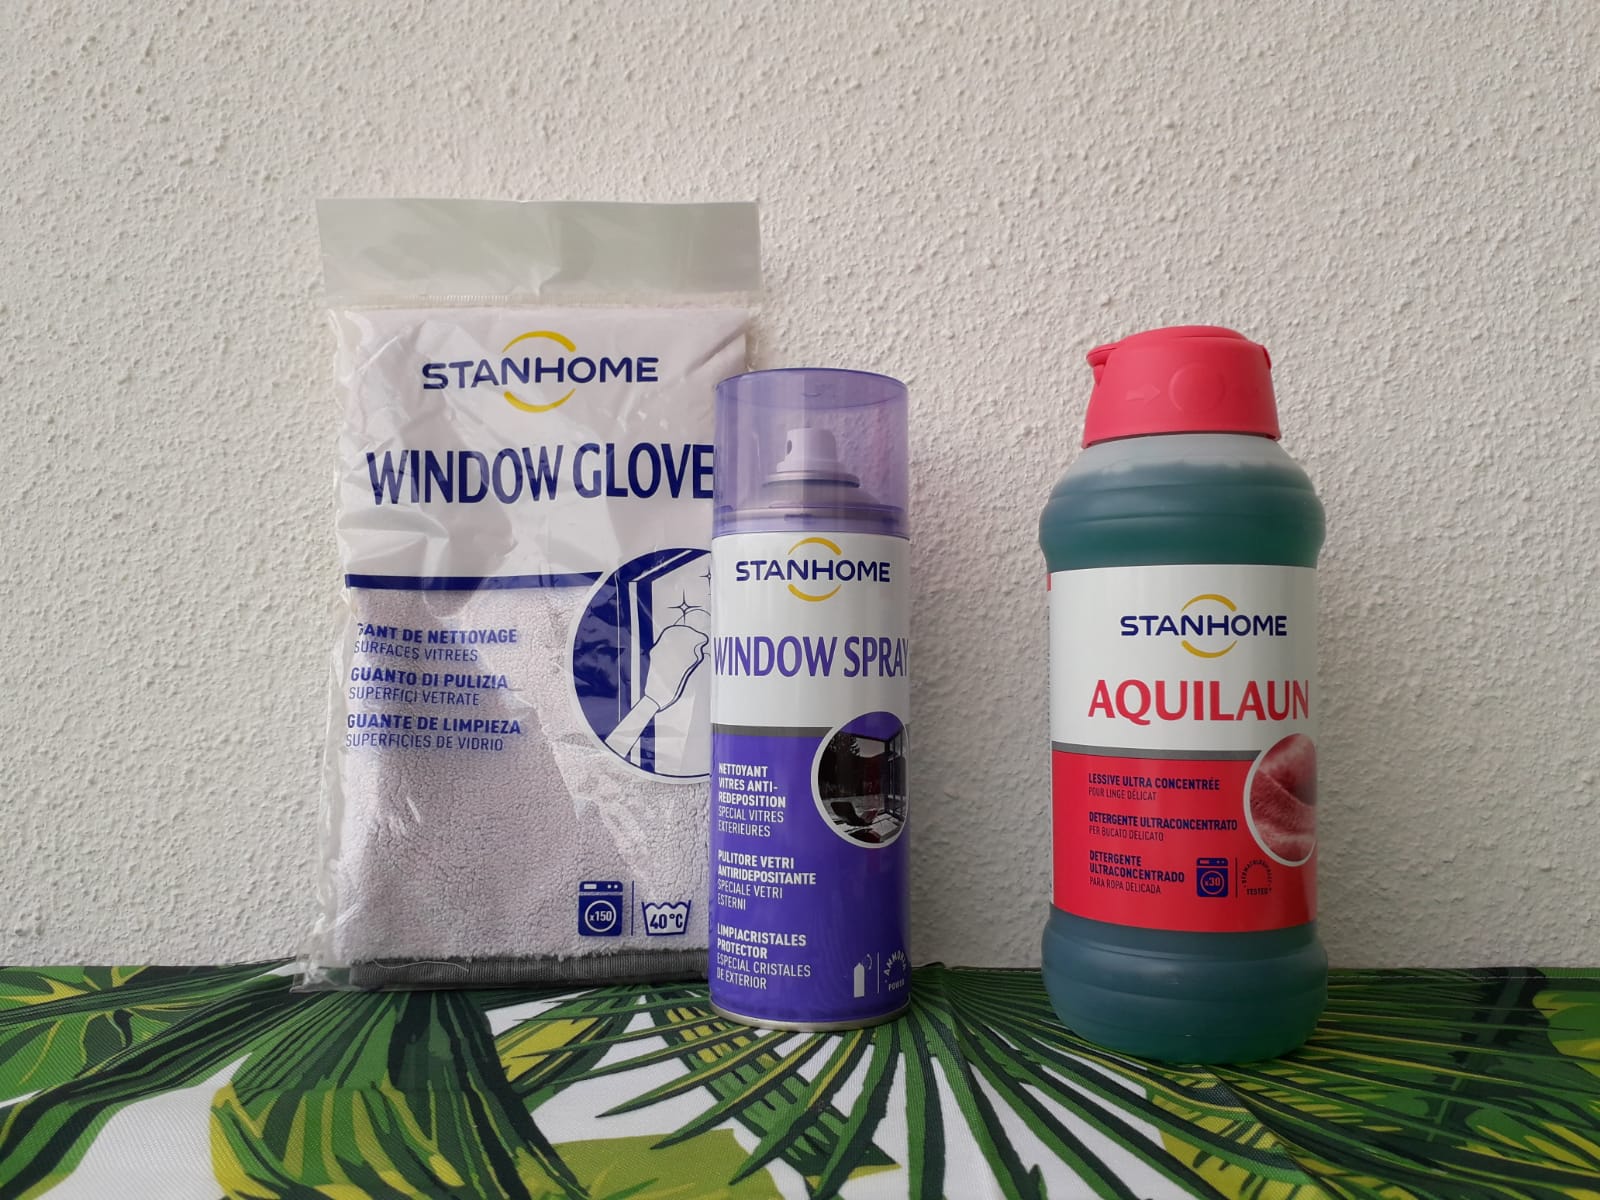 STANHOME
WINDOW GLOVE
GANT DE NETTOYAGE
SURFACES VITRÉES
GUANTO DI PULIZIA
SUPERFICI VETRATE
GUANTE DE LIMPIEZA
SUPERFICIES DE VIDRIO
x150
40°C
STANHOME
WINDOW SPRAY
NETTOYANT
VITRES ANTI-
REDEPOSITION
SPÉCIAL VITRES
EXTERIEURES
PULITORE VETRI
ANTIRIDEPOSITANTE
SPECIALE VETRI
ESTERNI
LIMPIACRISTALES
PROTECTOR
ESPECIAL CRISTALES
DE EXTERIOR
POWER
STANHOME
AQUILAUN
LESSIVE ULTRA CONCENTRÉE
POUR LINGE DÉLICAT
DETERGENTE ULTRACONCENTRATO
PER BUCATO DELICATO
DETERGENTE
ULTRACONCENTRADO
PARA ROPA DELICADA
x30
TESTED